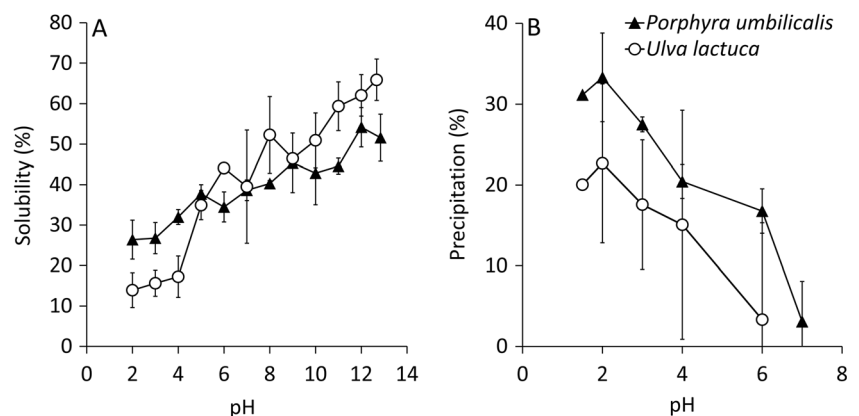 A
Solubility (%)
80
70
60
50
40
30
20
10
0
0 2 4 6 8 10 12 14
pH
B
Porphyra umbilicalis
Ulva lactuca
Precipitation (%)
40
30
20
10
0
0 2 4 6 8
pH